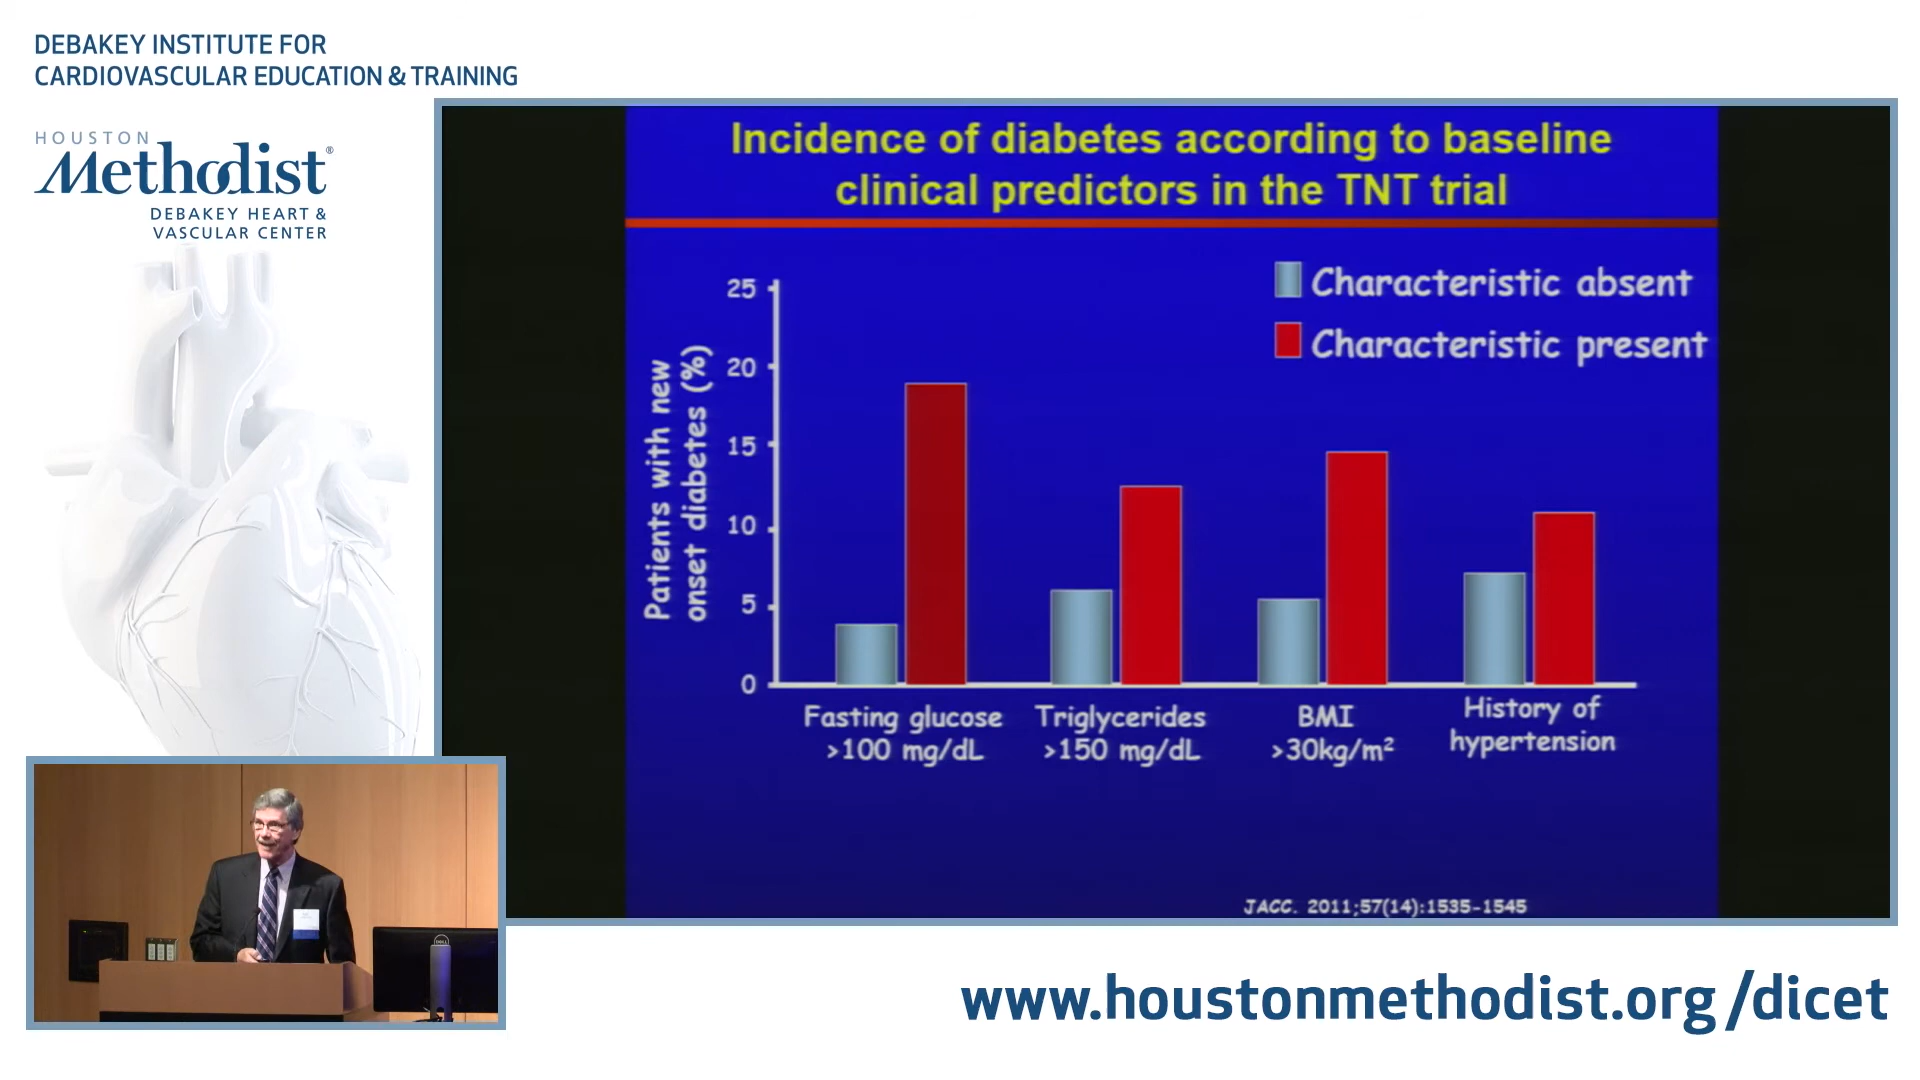 DEBAKEY INSTITUTE FOR
CARDIOVASCULAR EDUCATION & TRAINING
HOUSTON
Methodist®
DEBAKEY HEART &
VASCULAR CENTER
Incidence of diabetes according to baseline
clinical predictors in the TNT trial
Characteristic absent
Characteristic present
Patients with new
onset diabetes (%)
25
20
15
10
5
0
Fasting glucose
>100 mg/dL
Triglycerides
>150 mg/dL
BMI
>30kg/m²
History of
hypertension
JACC. 2011;57(14):1535-1545
DELL
www.houstonmethodist.org/dicet